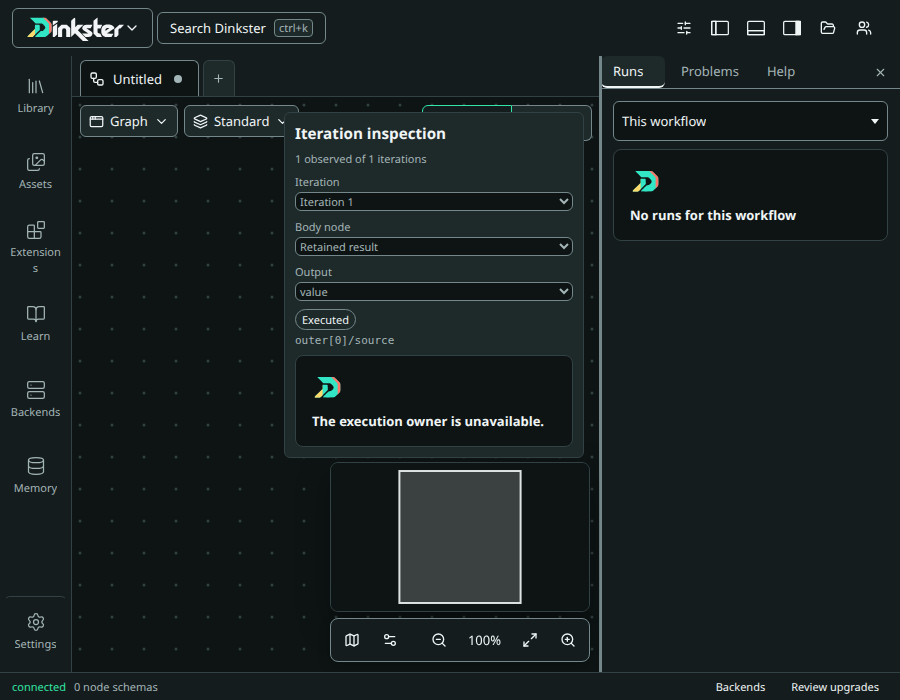 Dinkster
Search Dinkster ctrl+k
Library
Assets
Extension
s
Learn
Backends
Memory
Settings
Untitled
Graph
Standard
Iteration inspection
1 observed of 1 iterations
Iteration
Iteration 1
Body node
Retained result
Output
value
Executed
outer[0]/source
The execution owner is unavailable.
100%
Runs
Problems
Help
This workflow
No runs for this workflow
connected
0 node schemas
Backends
Review upgrades